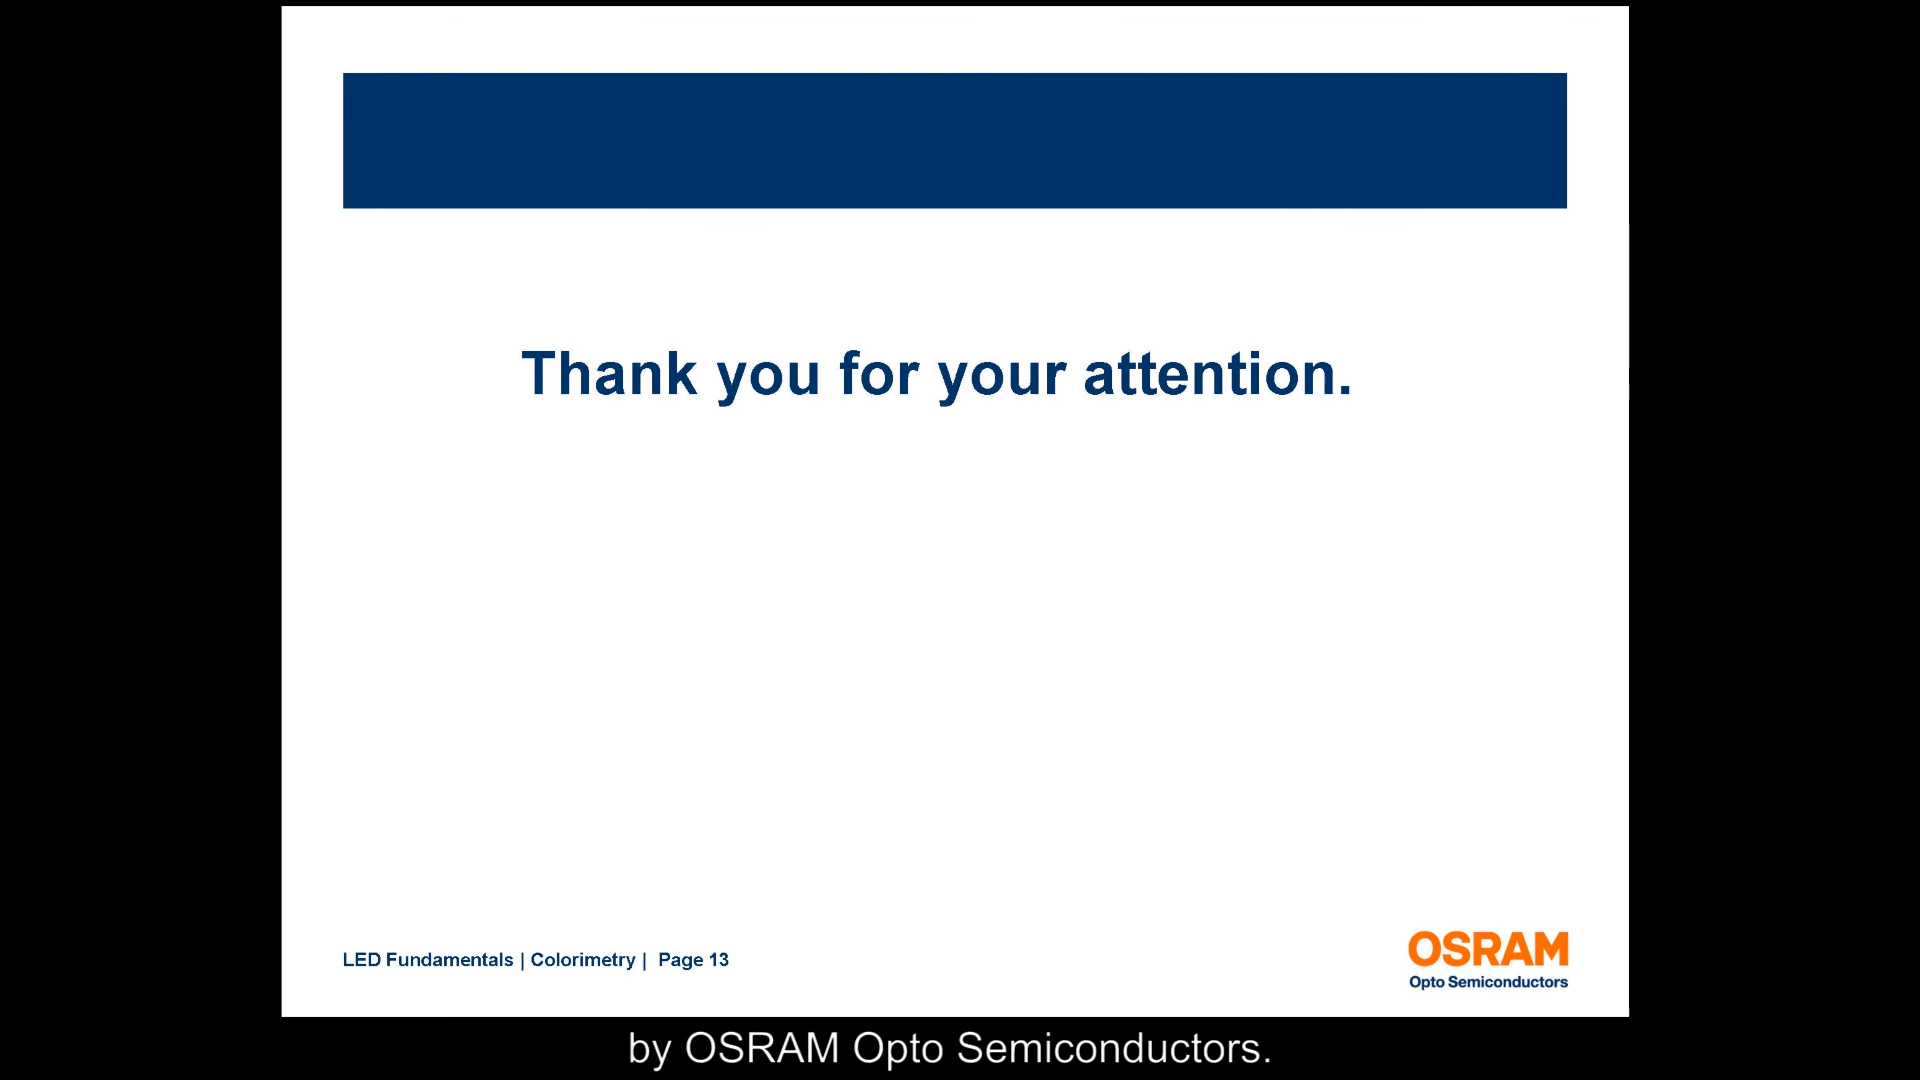 Thank you for your attention.
LED Fundamentals | Colorimetry | Page 13
OSRAM
Opto Semiconductors
by OSRAM Opto Semiconductors.